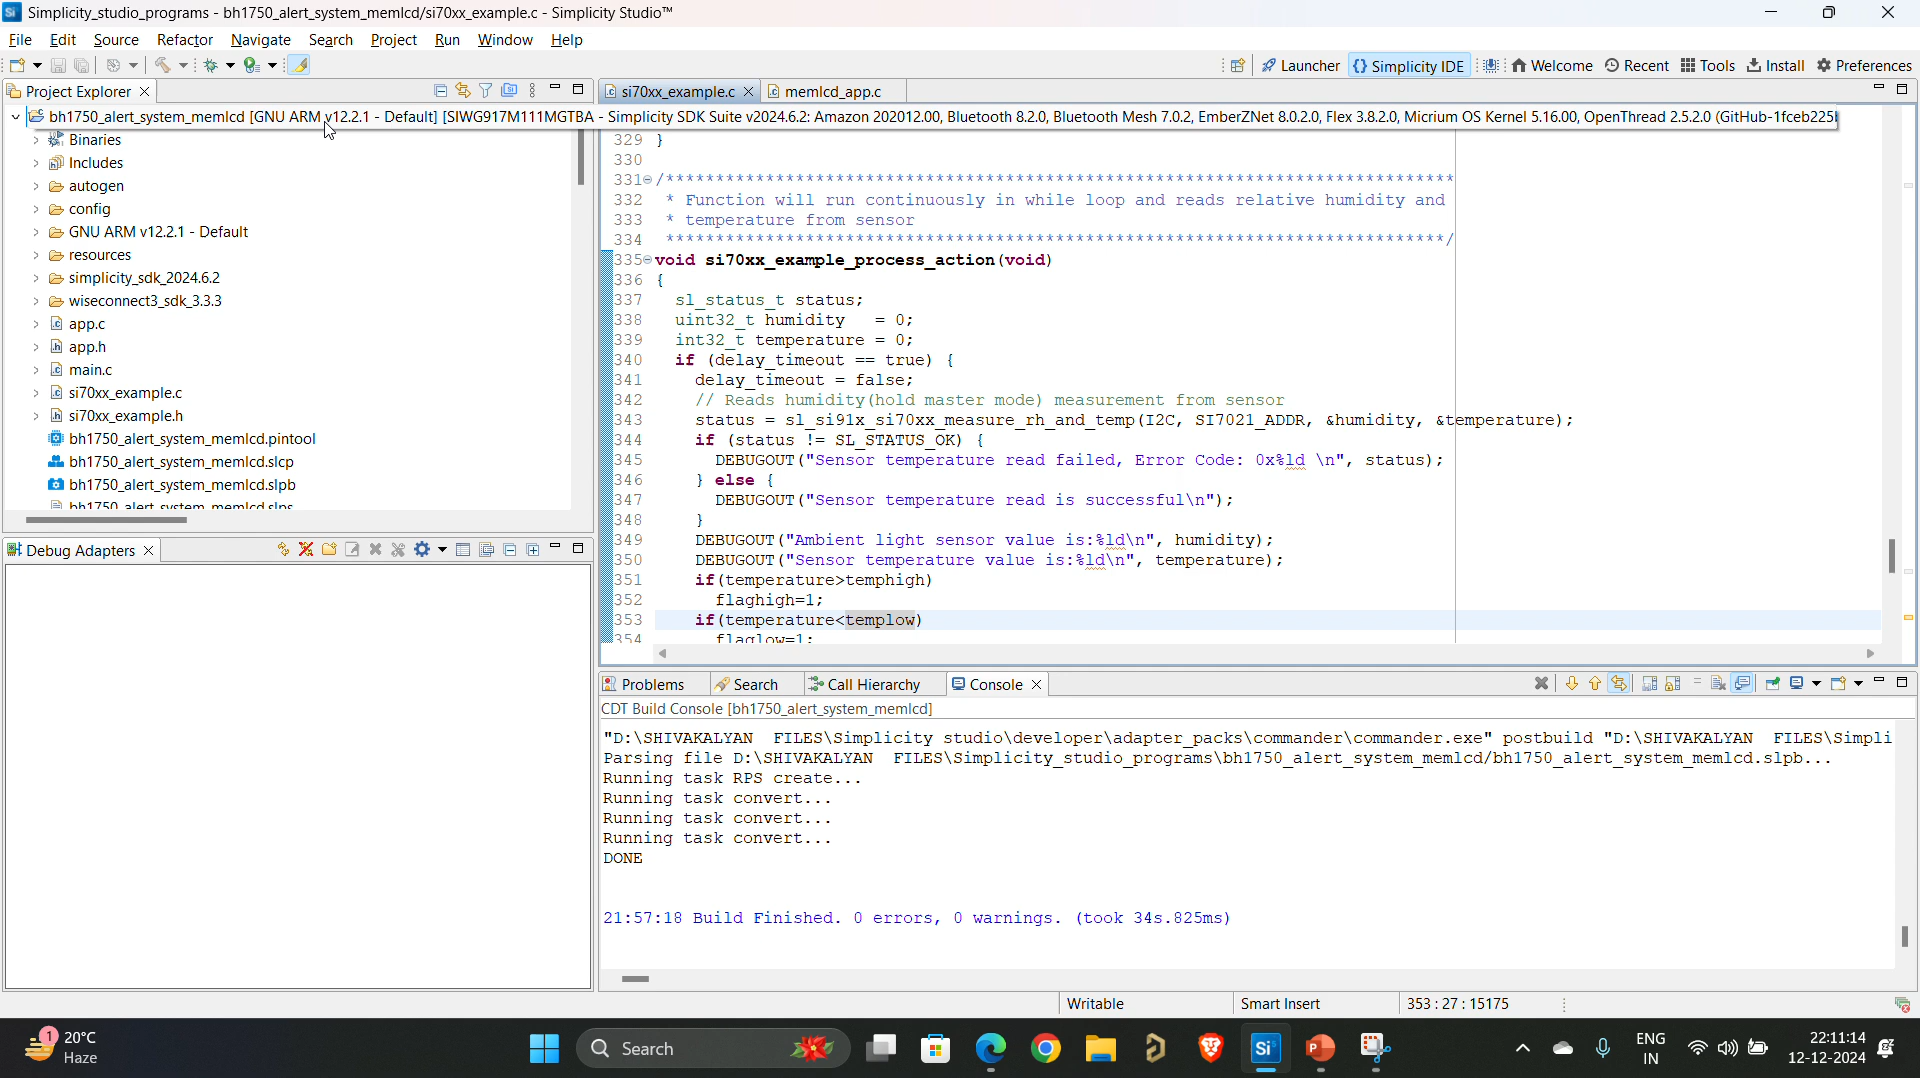 Simplicity_studio_programs - bh1750_alert_system_memlcd/si70xx_example.c - Simplicity Studio™
File Edit Source Refactor Navigate Search Project Run Window Help
Launcher {} Simplicity IDE Welcome Recent Tools Install Preferences
Project Explorer
si70xx_example.c memlcd_app.c
bh1750_alert_system_memlcd [GNU ARM v12.2.1 - Default] [SIWG917M111MGTBA - Simplicity SDK Suite v2024.6.2: Amazon 202012.00, Bluetooth 8.2.0, Bluetooth Mesh 7.0.2, EmberZNet 8.0.2.0, Flex 3.8.2.0, Micrium OS Kernel 5.16.00, OpenThread 2.5.2.0 (GitHub-1fceb225
Binaries
Includes
autogen
config
GNU ARM v12.2.1 - Default
resources
simplicity_sdk_2024.6.2
wiseconnect3_sdk_3.3.3
app.c
app.h
main.c
si70xx_example.c
si70xx_example.h
bh1750_alert_system_memlcd.pintool
bh1750_alert_system_memlcd.slcp
bh1750_alert_system_memlcd.slpb
bh1750_alert_system_memlcd.slps
329 }
330
331 /*******************************************************************************
332 * Function will run continuously in while loop and reads relative humidity and
333 * temperature from sensor
334 ******************************************************************************/
335 void si70xx_example_process_action(void)
336 {
337 sl_status_t status;
338 uint32_t humidity = 0;
339 int32_t temperature = 0;
340 if (delay_timeout == true) {
341 delay_timeout = false;
342 // Reads humidity(hold master mode) measurement from sensor
343 status = sl_si91x_si70xx_measure_rh_and_temp(I2C, SI7021_ADDR, &humidity, &temperature);
344 if (status != SL_STATUS_OK) {
345 DEBUGOUT("Sensor temperature read failed, Error Code: 0x%ld \n", status);
346 } else {
347 DEBUGOUT("Sensor temperature read is successful\n");
348 }
349 DEBUGOUT("Ambient light sensor value is:%ld\n", humidity);
350 DEBUGOUT("Sensor temperature value is:%ld\n", temperature);
351 if(temperature>temphigh)
352 flaghigh=1;
353 if(temperature<templow)
354 flaglow=1;
Debug Adapters
Problems Search Call Hierarchy Console
CDT Build Console [bh1750_alert_system_memlcd]
"D:\SHIVAKALYAN FILES\Simplicity studio\developer\adapter_packs\commander\commander.exe" postbuild "D:\SHIVAKALYAN FILES\Simpli
Parsing file D:\SHIVAKALYAN FILES\Simplicity_studio_programs\bh1750_alert_system_memlcd/bh1750_alert_system_memlcd.slpb...
Running task RPS create...
Running task convert...
Running task convert...
Running task convert...
DONE
21:57:18 Build Finished. 0 errors, 0 warnings. (took 34s.825ms)
Writable Smart Insert 353 : 27 : 15175
1
20°C
Haze
Search
Si
ENG
IN
22:11:14
12-12-2024